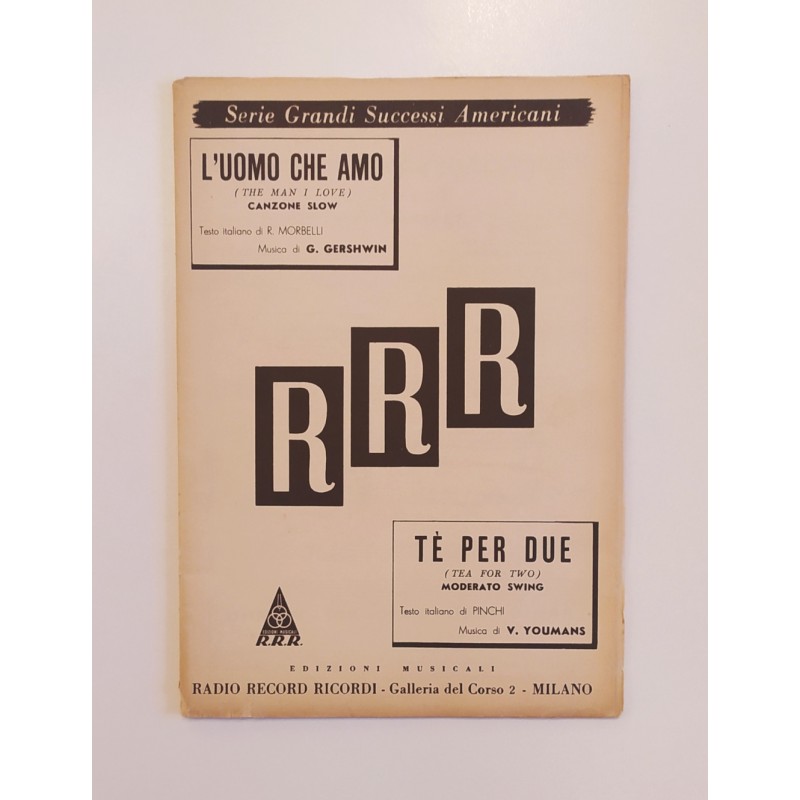 Serie Grandi Successi Americani
L'UOMO CHE AMO
(THE MAN I LOVE)
CANZONE SLOW
Testo italiano di R. MORBELLI
Musica di G. GERSHWIN
R
R
R
TÈ PER DUE
(TEA FOR TWO)
MODERATO SWING
Testo italiano di PINCHI
Musica di V. YOUMANS
EDIZIONI MUSICALI
R.R.R.
EDIZIONI MUSICALI
RADIO RECORD RICORDI - Galleria del Corso 2 - MILANO